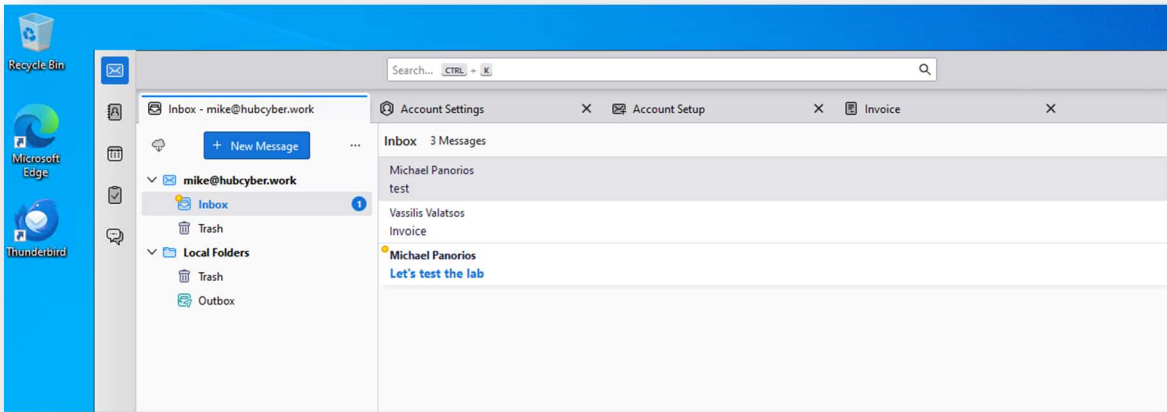 Recycle Bin
Microsoft
Edge
Thunderbird
Search... CTRL + K
Inbox - mike@hubcyber.work
Account Settings
Account Setup
Invoice
+ New Message
...
mike@hubcyber.work
Inbox 1
Trash
Local Folders
Trash
Outbox
Inbox 3 Messages
Michael Panorios
test
Vassilis Valatsos
Invoice
Michael Panorios
Let's test the lab